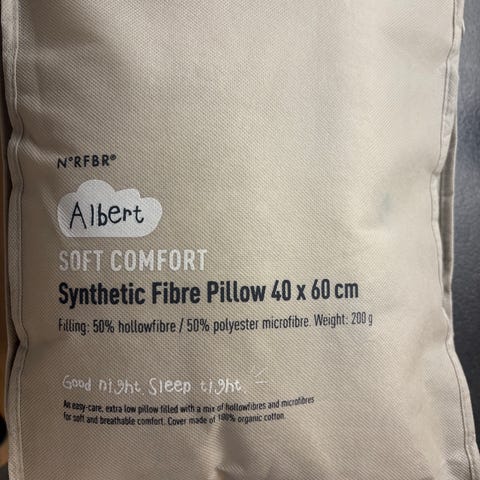 N°RFBR®
Albert
SOFT COMFORT
Synthetic Fibre Pillow 40 x 60 cm
Filling: 50% hollowfibre / 50% polyester microfibre. Weight: 200 g
Good night Sleep tight
An easy-care, extra low pillow filled with a mix of hollowfibres and microfibres
for soft and breathable comfort. Cover made of 100% organic cotton.